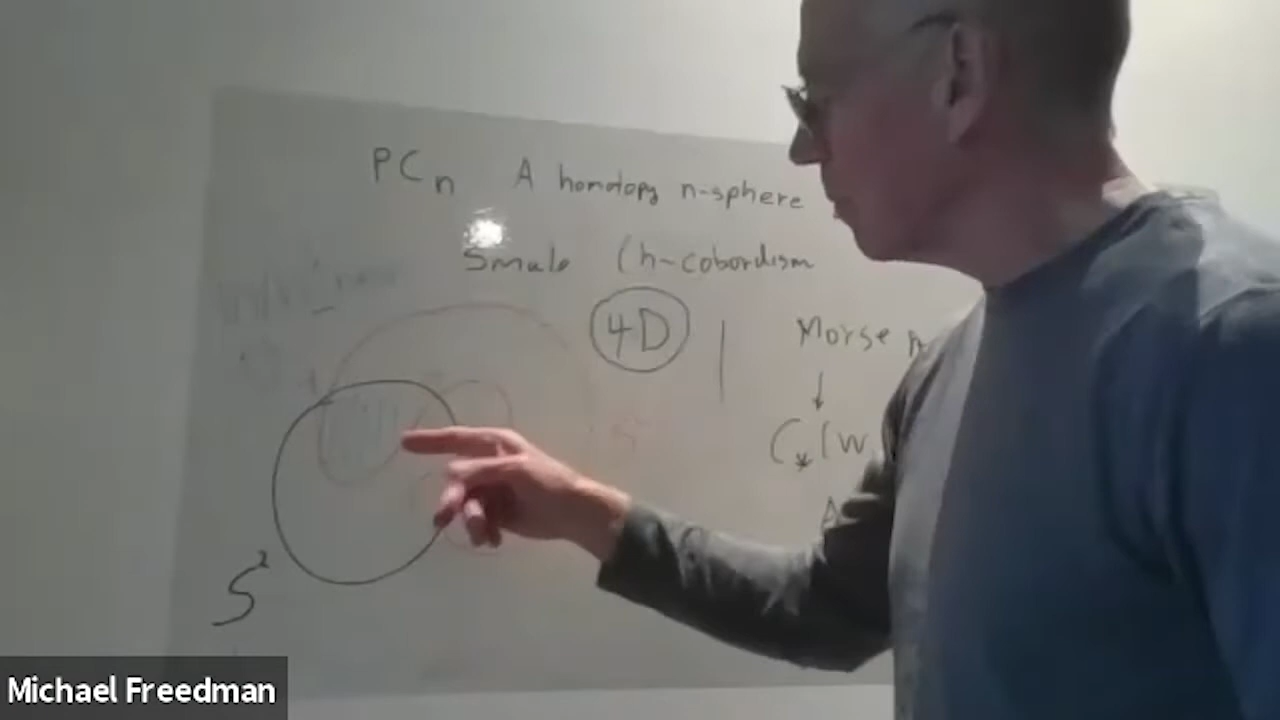 PCn A homotopy n-sphere
Smale (h-cobordism
4D
Morse
C*(W
A
S²
Michael Freedman